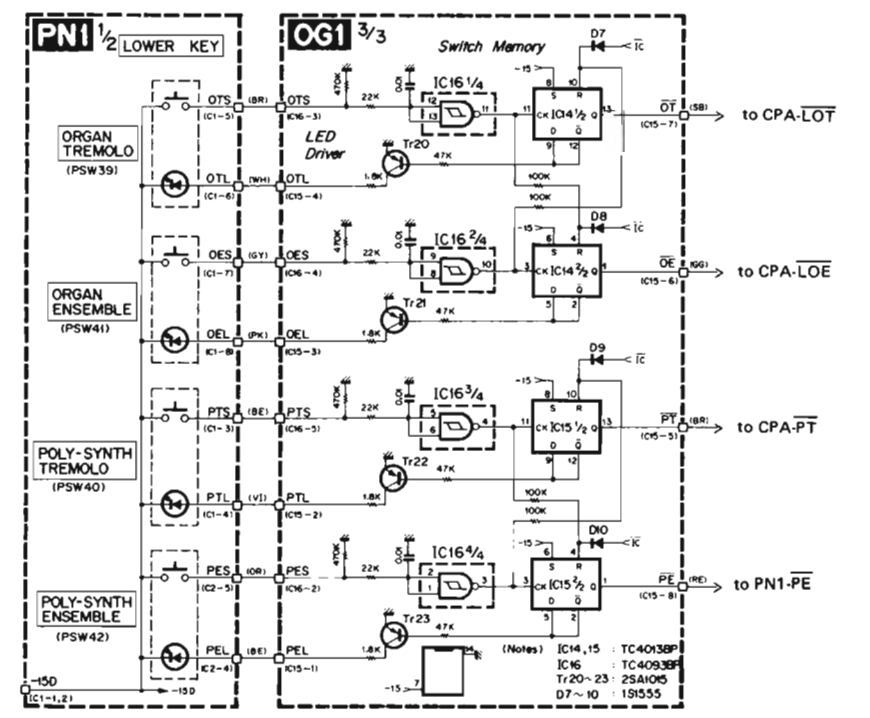 PN1 1/2 LOWER KEY
OG1 3/3
Switch Memory
D7
IC
-15
470K
0.01
IC16 1/4
8 10
S R
OTS (BR) OTS
(C1-5) (C16-3)
22K
12
13
11
11
CK IC14 1/2 Q
13
OT (SB)
(C15-7)
to CPA-LOT
D Q
9 12
ORGAN
TREMOLO
(PSW39)
LED
Driver
Tr20
47K
OTL (WH) OTL
(C1-6) (C15-4)
1.8K
100K
100K
D8
IC
-15
470K
0.01
IC16 2/4
6 4
S R
OES (GY) OES
(C1-7) (C16-4)
22K
9
8
10
3
CK IC14 2/2 Q
1
OE (GG)
(C15-6)
to CPA-LOE
D Q
5 2
ORGAN
ENSEMBLE
(PSW41)
Tr21
47K
OEL (PK) OEL
(C1-8) (C15-3)
1.8K
D9
IC
-15
470K
0.01
IC16 3/4
8 10
S R
PTS (BE) PTS
(C1-3) (C16-5)
22K
5
6
4
11
CK IC15 1/2 Q
13
PT (BR)
(C15-5)
to CPA-PT
D Q
9 12
POLY-SYNTH
TREMOLO
(PSW40)
Tr22
47K
PTL (VI) PTL
(C1-4) (C15-2)
1.8K
100K
100K
D10
IC
-15
470K
0.01
IC16 4/4
6 4
S R
PES (OR) PES
(C2-5) (C16-2)
22K
2
1
3
3
CK IC15 2/2 Q
1
PE (RE)
(C15-8)
to PN1-PE
D Q
5 2
POLY-SYNTH
ENSEMBLE
(PSW42)
Tr23
47K
PEL (BE) PEL
(C2-4) (C15-1)
1.8K
-15D
(C1-1,2)
-15D
14
-15
7
(Notes) IC14,15 : TC4013BP
IC16 : TC4093BP
Tr20~23 : 2SA1015
D7~10 : 1S1555